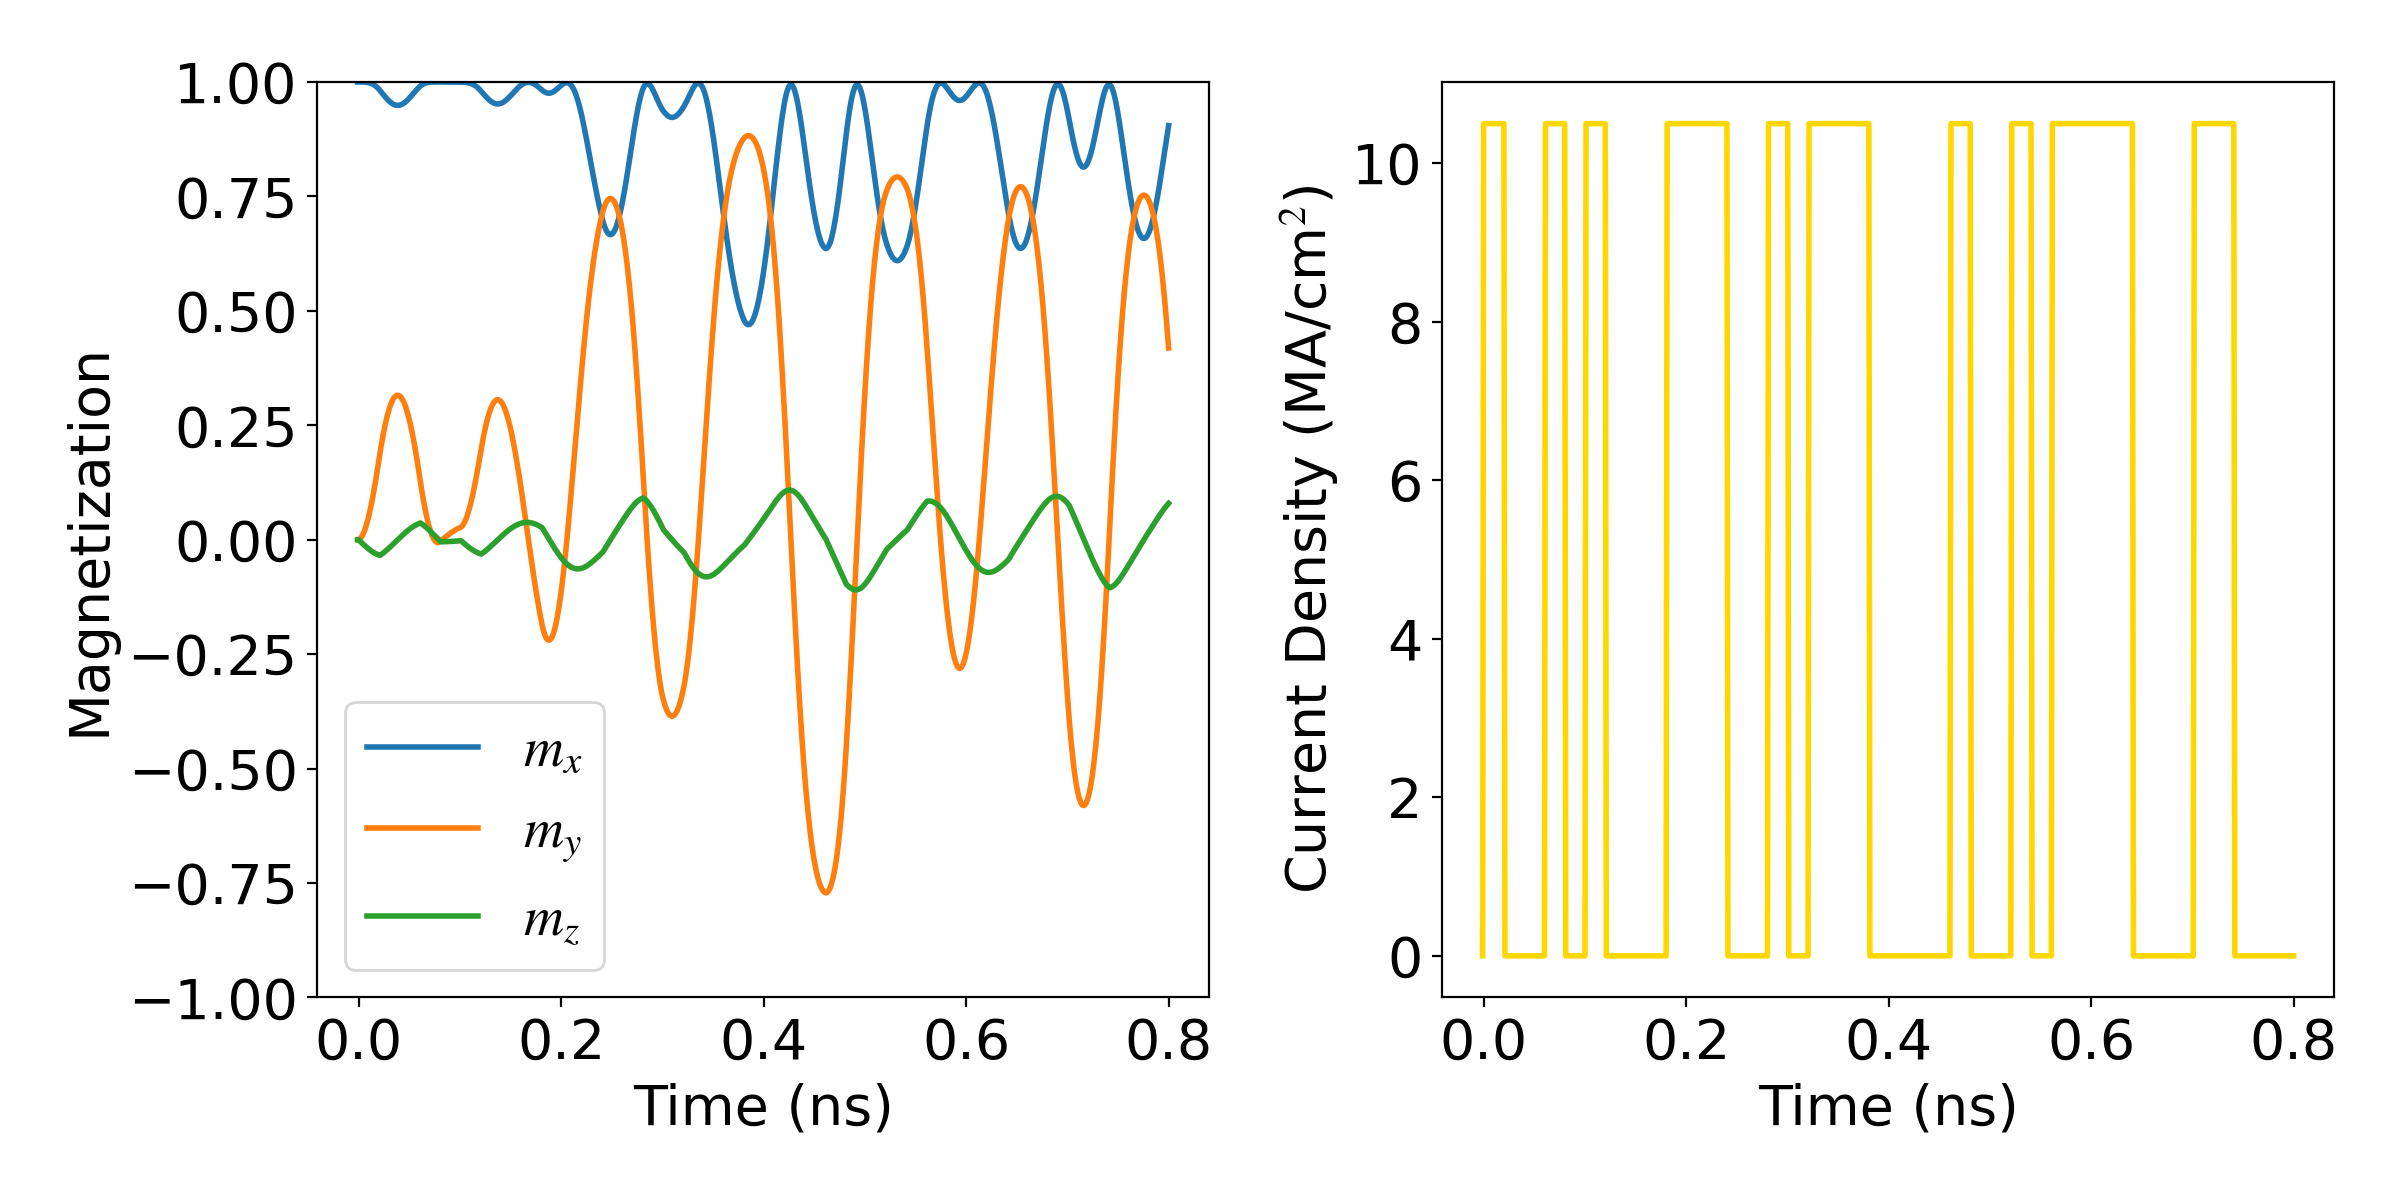 1.00
0.75
0.50
0.25
0.00
−0.25
−0.50
−0.75
−1.00
Magnetization
m_x
m_y
m_z
0.0 0.2 0.4 0.6 0.8
Time (ns)
10
8
6
4
2
0
Current Density (MA/cm²)
0.0 0.2 0.4 0.6 0.8
Time (ns)